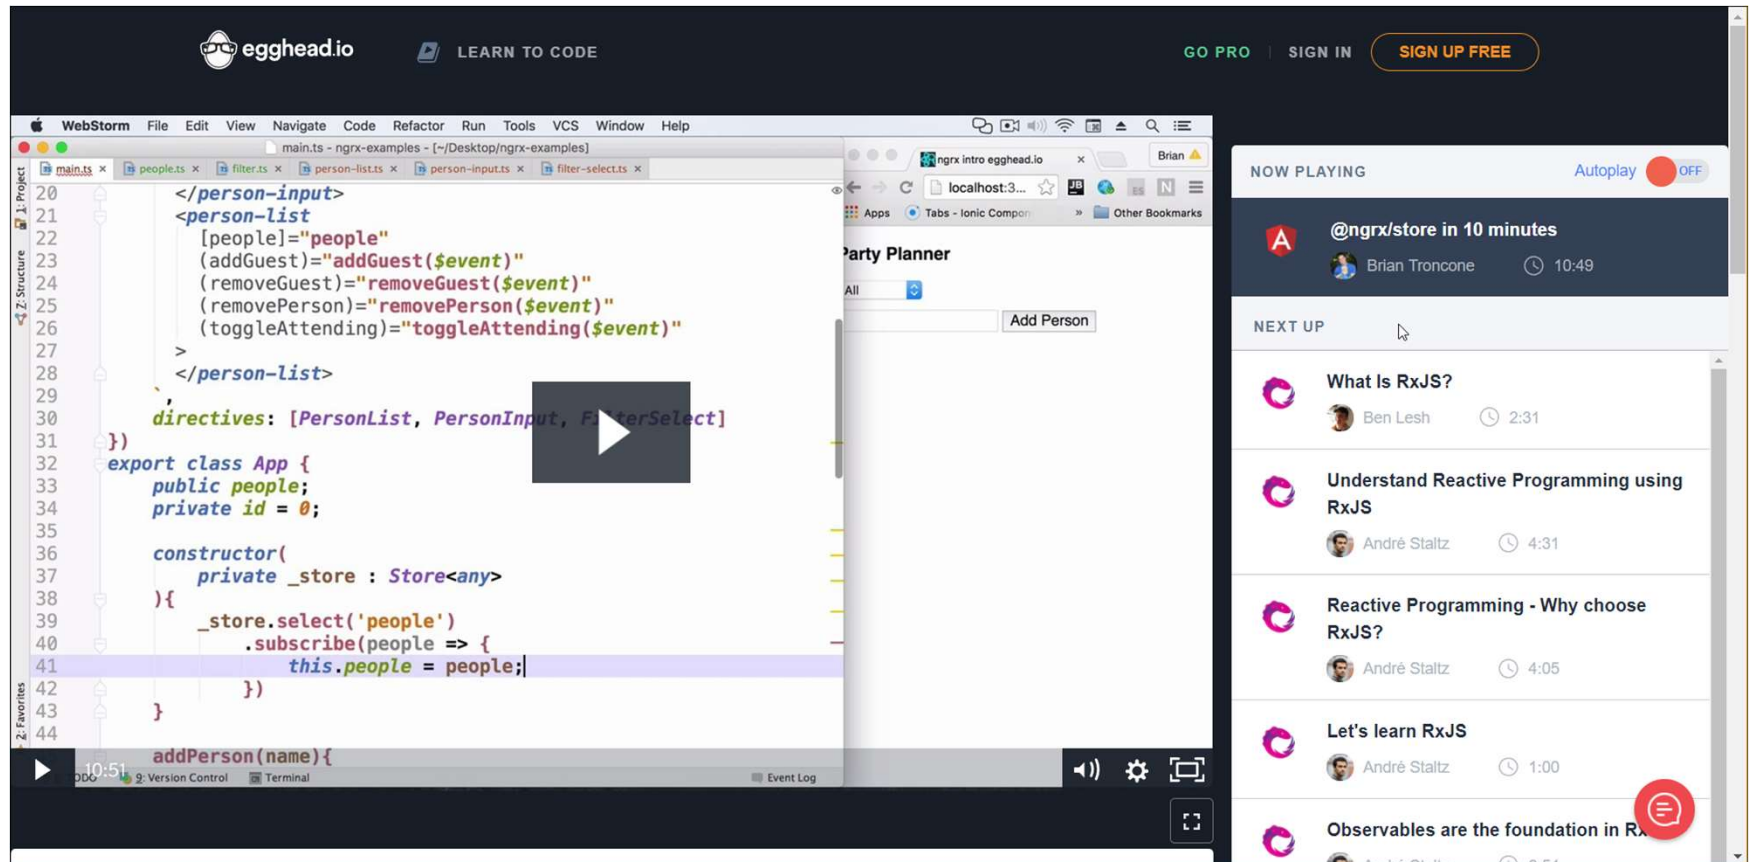 egghead.io
LEARN TO CODE
GO PRO
SIGN IN
SIGN UP FREE
WebStorm File Edit View Navigate Code Refactor Run Tools VCS Window Help
main.ts - ngrx-examples - [~/Desktop/ngrx-examples]
main.ts × people.ts × filter.ts × person-list.ts × person-input.ts × filter-select.ts ×
1: Project
Z: Structure
2: Favorites
20 </person-input>
21 <person-list
22 [people]="people"
23 (addGuest)="addGuest($event)"
24 (removeGuest)="removeGuest($event)"
25 (removePerson)="removePerson($event)"
26 (toggleAttending)="toggleAttending($event)"
27 >
28 </person-list>
29 `,
30 directives: [PersonList, PersonInput, FilterSelect]
31 })
32 export class App {
33 public people;
34 private id = 0;
35
36 constructor(
37 private _store : Store<any>
38 ){
39 _store.select('people')
40 .subscribe(people => {
41 this.people = people;
42 })
43 }
44
addPerson(name){
10:51
TODO 9: Version Control Terminal
Event Log
ngrx intro egghead.io ×
Brian
localhost:3...
Apps Tabs - Ionic Compon » Other Bookmarks
Party Planner
All
Add Person
NOW PLAYING
Autoplay OFF
@ngrx/store in 10 minutes
Brian Troncone 10:49
NEXT UP
What Is RxJS?
Ben Lesh 2:31
Understand Reactive Programming using
RxJS
André Staltz 4:31
Reactive Programming - Why choose
RxJS?
André Staltz 4:05
Let's learn RxJS
André Staltz 1:00
Observables are the foundation in